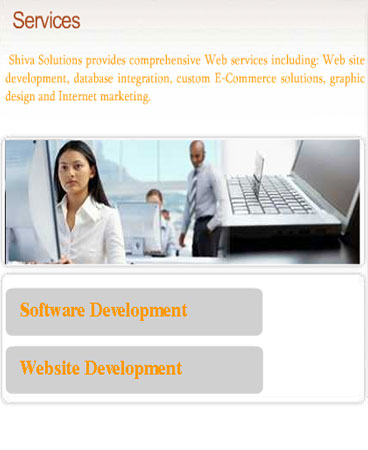 Services
Shiva Solutions provides comprehensive Web services including: Web site
development, database integration, custom E-Commerce solutions, graphic
design and Internet marketing.
Software Development
Website Development